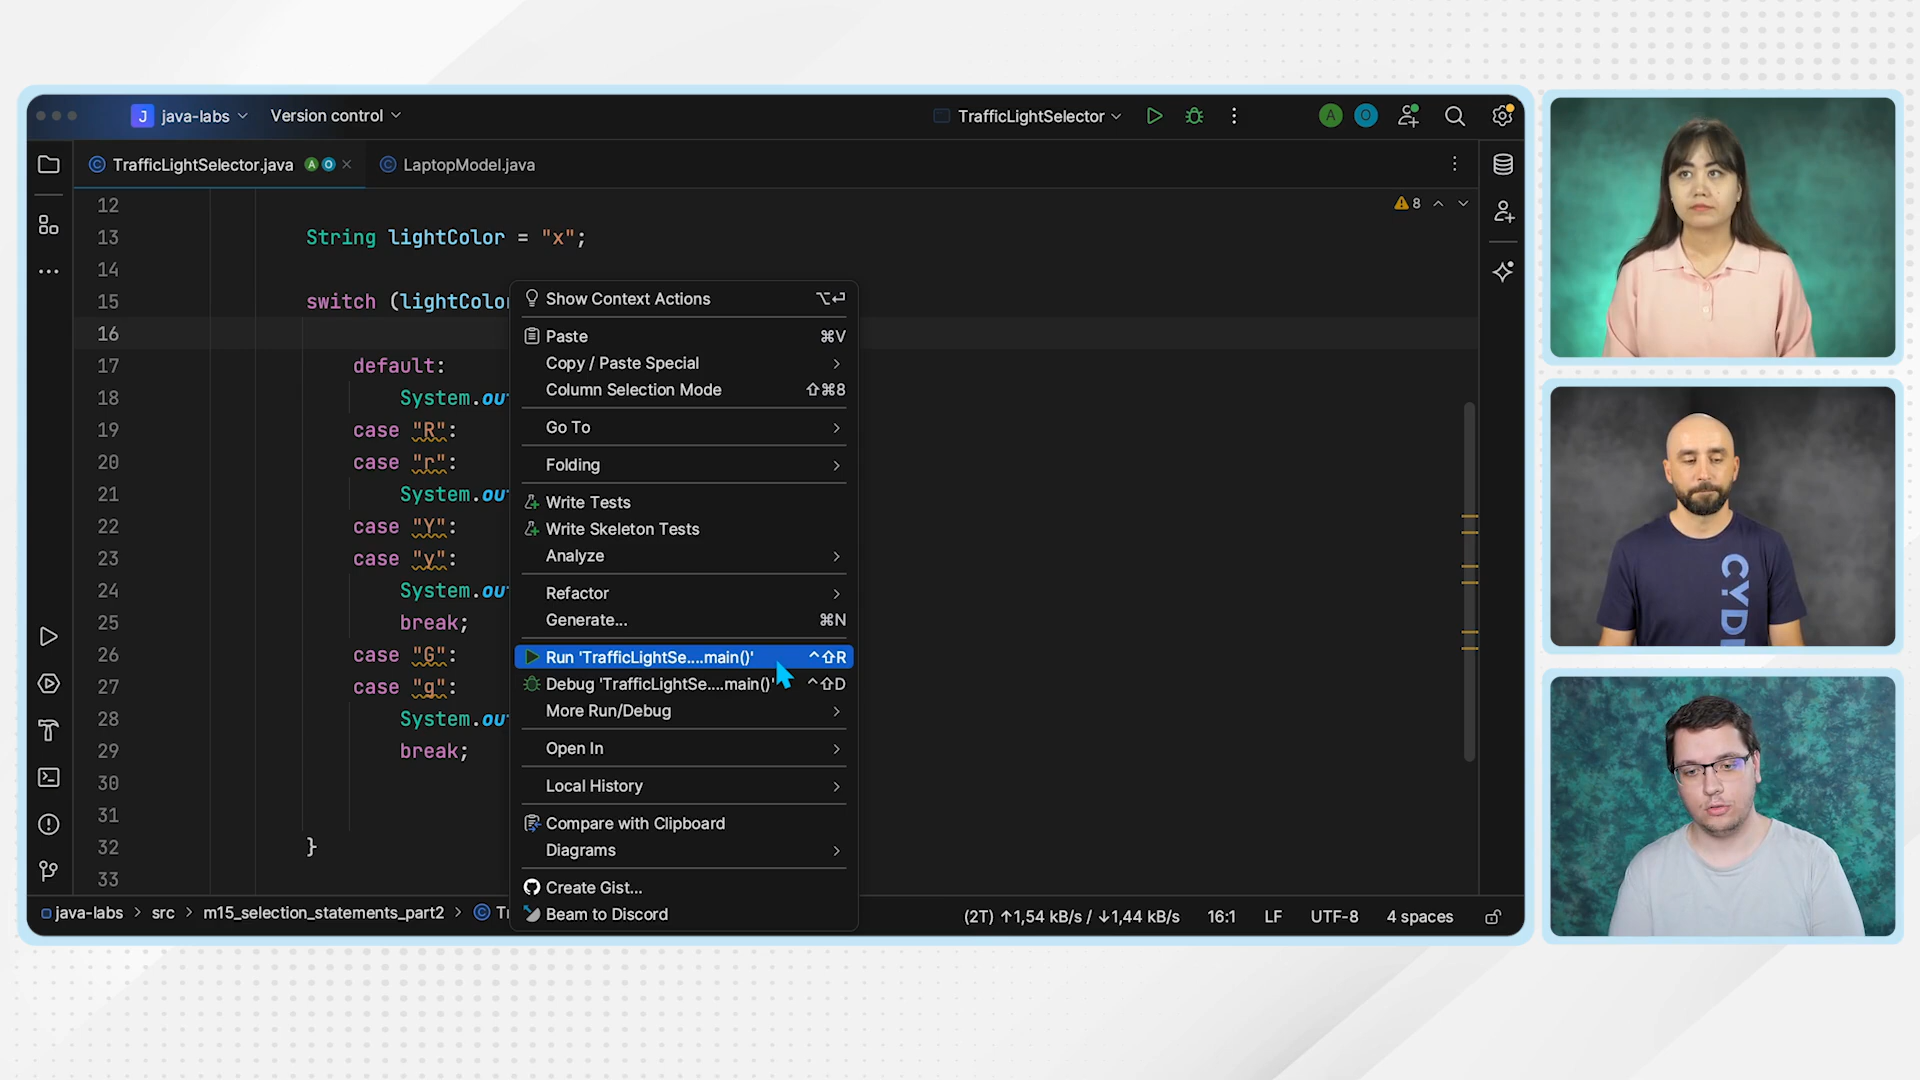 J java-labs Version control TrafficLightSelector A O
TrafficLightSelector.java A O LaptopModel.java
12
8
13 String lightColor = "x";
14
15 switch (lightColor
16
17 default:
18 System.ou
19 case "R":
20 case "r":
21 System.ou
22 case "Y":
23 case "y":
24 System.ou
25 break;
26 case "G":
27 case "g":
28 System.ou
29 break;
30
31
32 }
33
Show Context Actions ⌥↩
Paste ⌘V
Copy / Paste Special
Column Selection Mode ⇧⌘8
Go To
Folding
Write Tests
Write Skeleton Tests
Analyze
Refactor
Generate... ⌘N
Run 'TrafficLightSe....main()' ^⇧R
Debug 'TrafficLightSe....main()' ^⇧D
More Run/Debug
Open In
Local History
Compare with Clipboard
Diagrams
Create Gist...
Beam to Discord
java-labs > src > m15_selection_statements_part2 > © Tr
(2T) ↑1,54 kB/s / ↓1,44 kB/s 16:1 LF UTF-8 4 spaces
CYDE